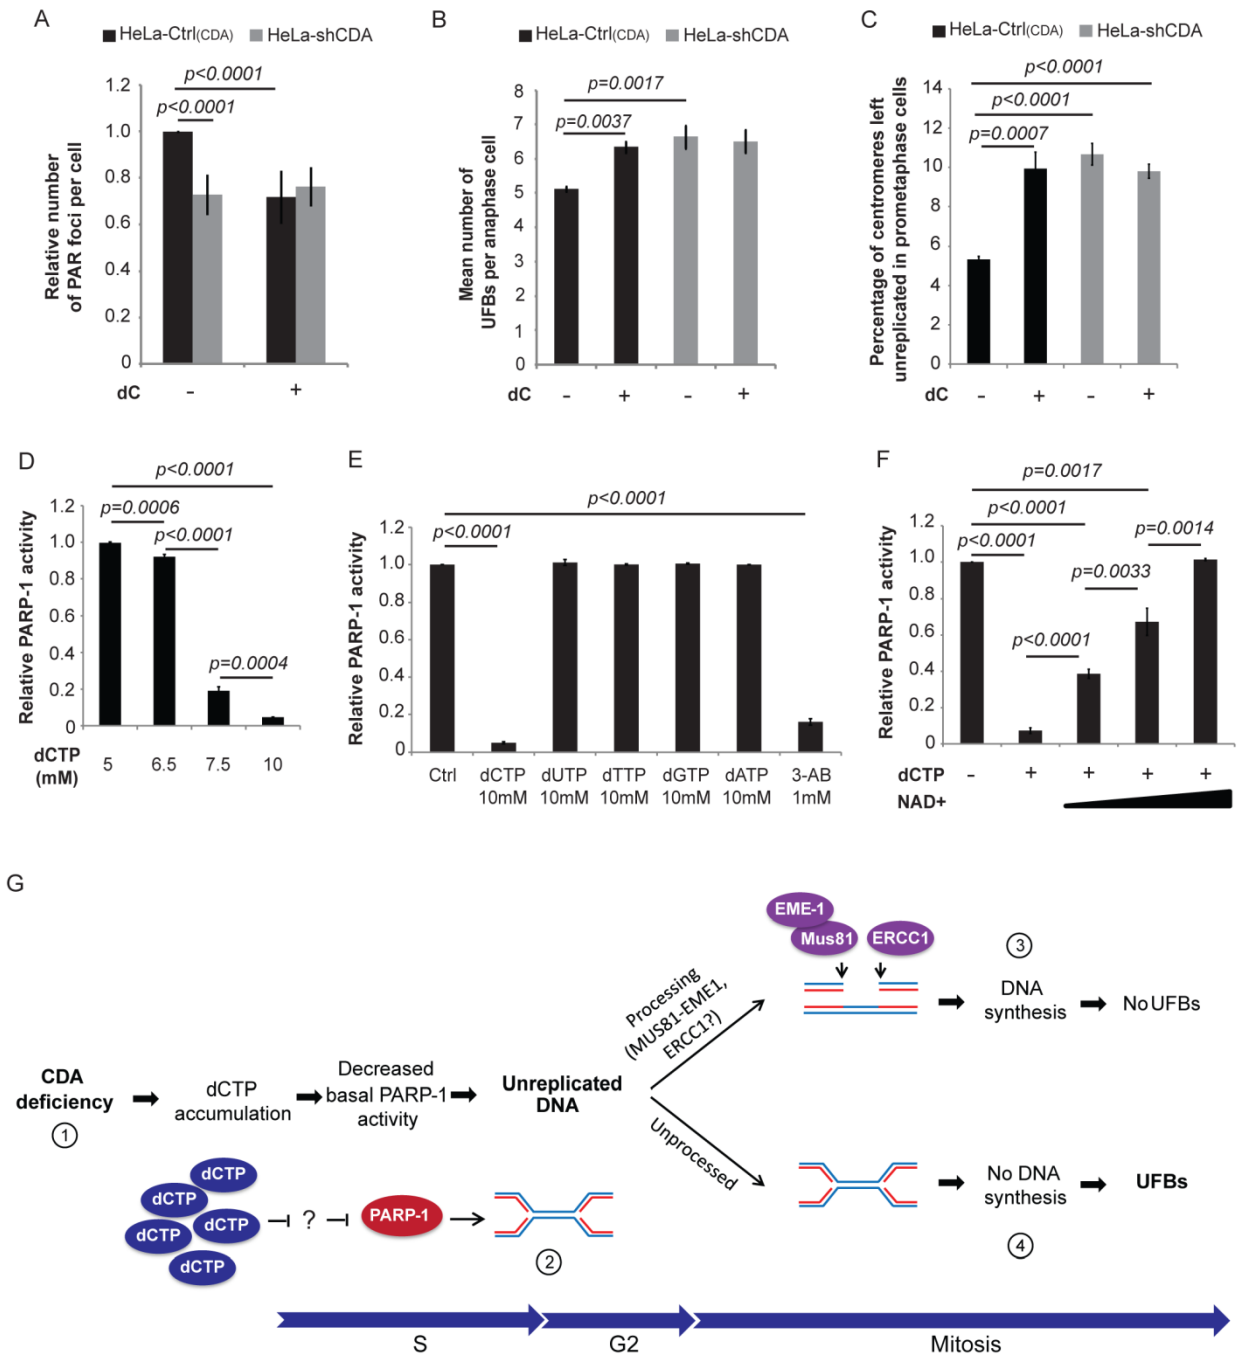 A
HeLa-Ctrl(CDA) HeLa-shCDA
p<0.0001
p<0.0001
1.2
1.0
0.8
0.6
0.4
0.2
0
Relative number
of PAR foci per cell
dC - +
B
HeLa-Ctrl(CDA) HeLa-shCDA
p=0.0017
p=0.0037
8
7
6
5
4
3
2
1
0
Mean number of
UFBs per anaphase cell
dC - + - +
C
HeLa-Ctrl(CDA) HeLa-shCDA
p<0.0001
p<0.0001
p=0.0007
14
12
10
8
6
4
2
0
Percentage of centromeres left
unreplicated in prometaphase cells
dC - + - +
D
p<0.0001
p=0.0006
p<0.0001
p=0.0004
1.2
1.0
0.8
0.6
0.4
0.2
0
Relative PARP-1 activity
dCTP
(mM)
5 6.5 7.5 10
E
p<0.0001
p<0.0001
1.2
1.0
0.8
0.6
0.4
0.2
0
Relative PARP-1 activity
Ctrl dCTP dUTP dTTP dGTP dATP 3-AB
10mM 10mM 10mM 10mM 10mM 1mM
F
p=0.0017
p<0.0001
p<0.0001
p=0.0014
p=0.0033
p<0.0001
1.2
1.0
0.8
0.6
0.4
0.2
0
Relative PARP-1 activity
dCTP - + + + +
NAD+
G
EME-1
Mus81
ERCC1
Processing
(MUS81-EME1,
ERCC1?)
3
DNA
synthesis
No UFBs
CDA
deficiency
1
dCTP
accumulation
Decreased
basal PARP-1
activity
Unreplicated
DNA
Unprocessed
No DNA
synthesis
UFBs
4
dCTP
dCTP
dCTP
dCTP
dCTP
?
PARP-1
2
S G2 Mitosis